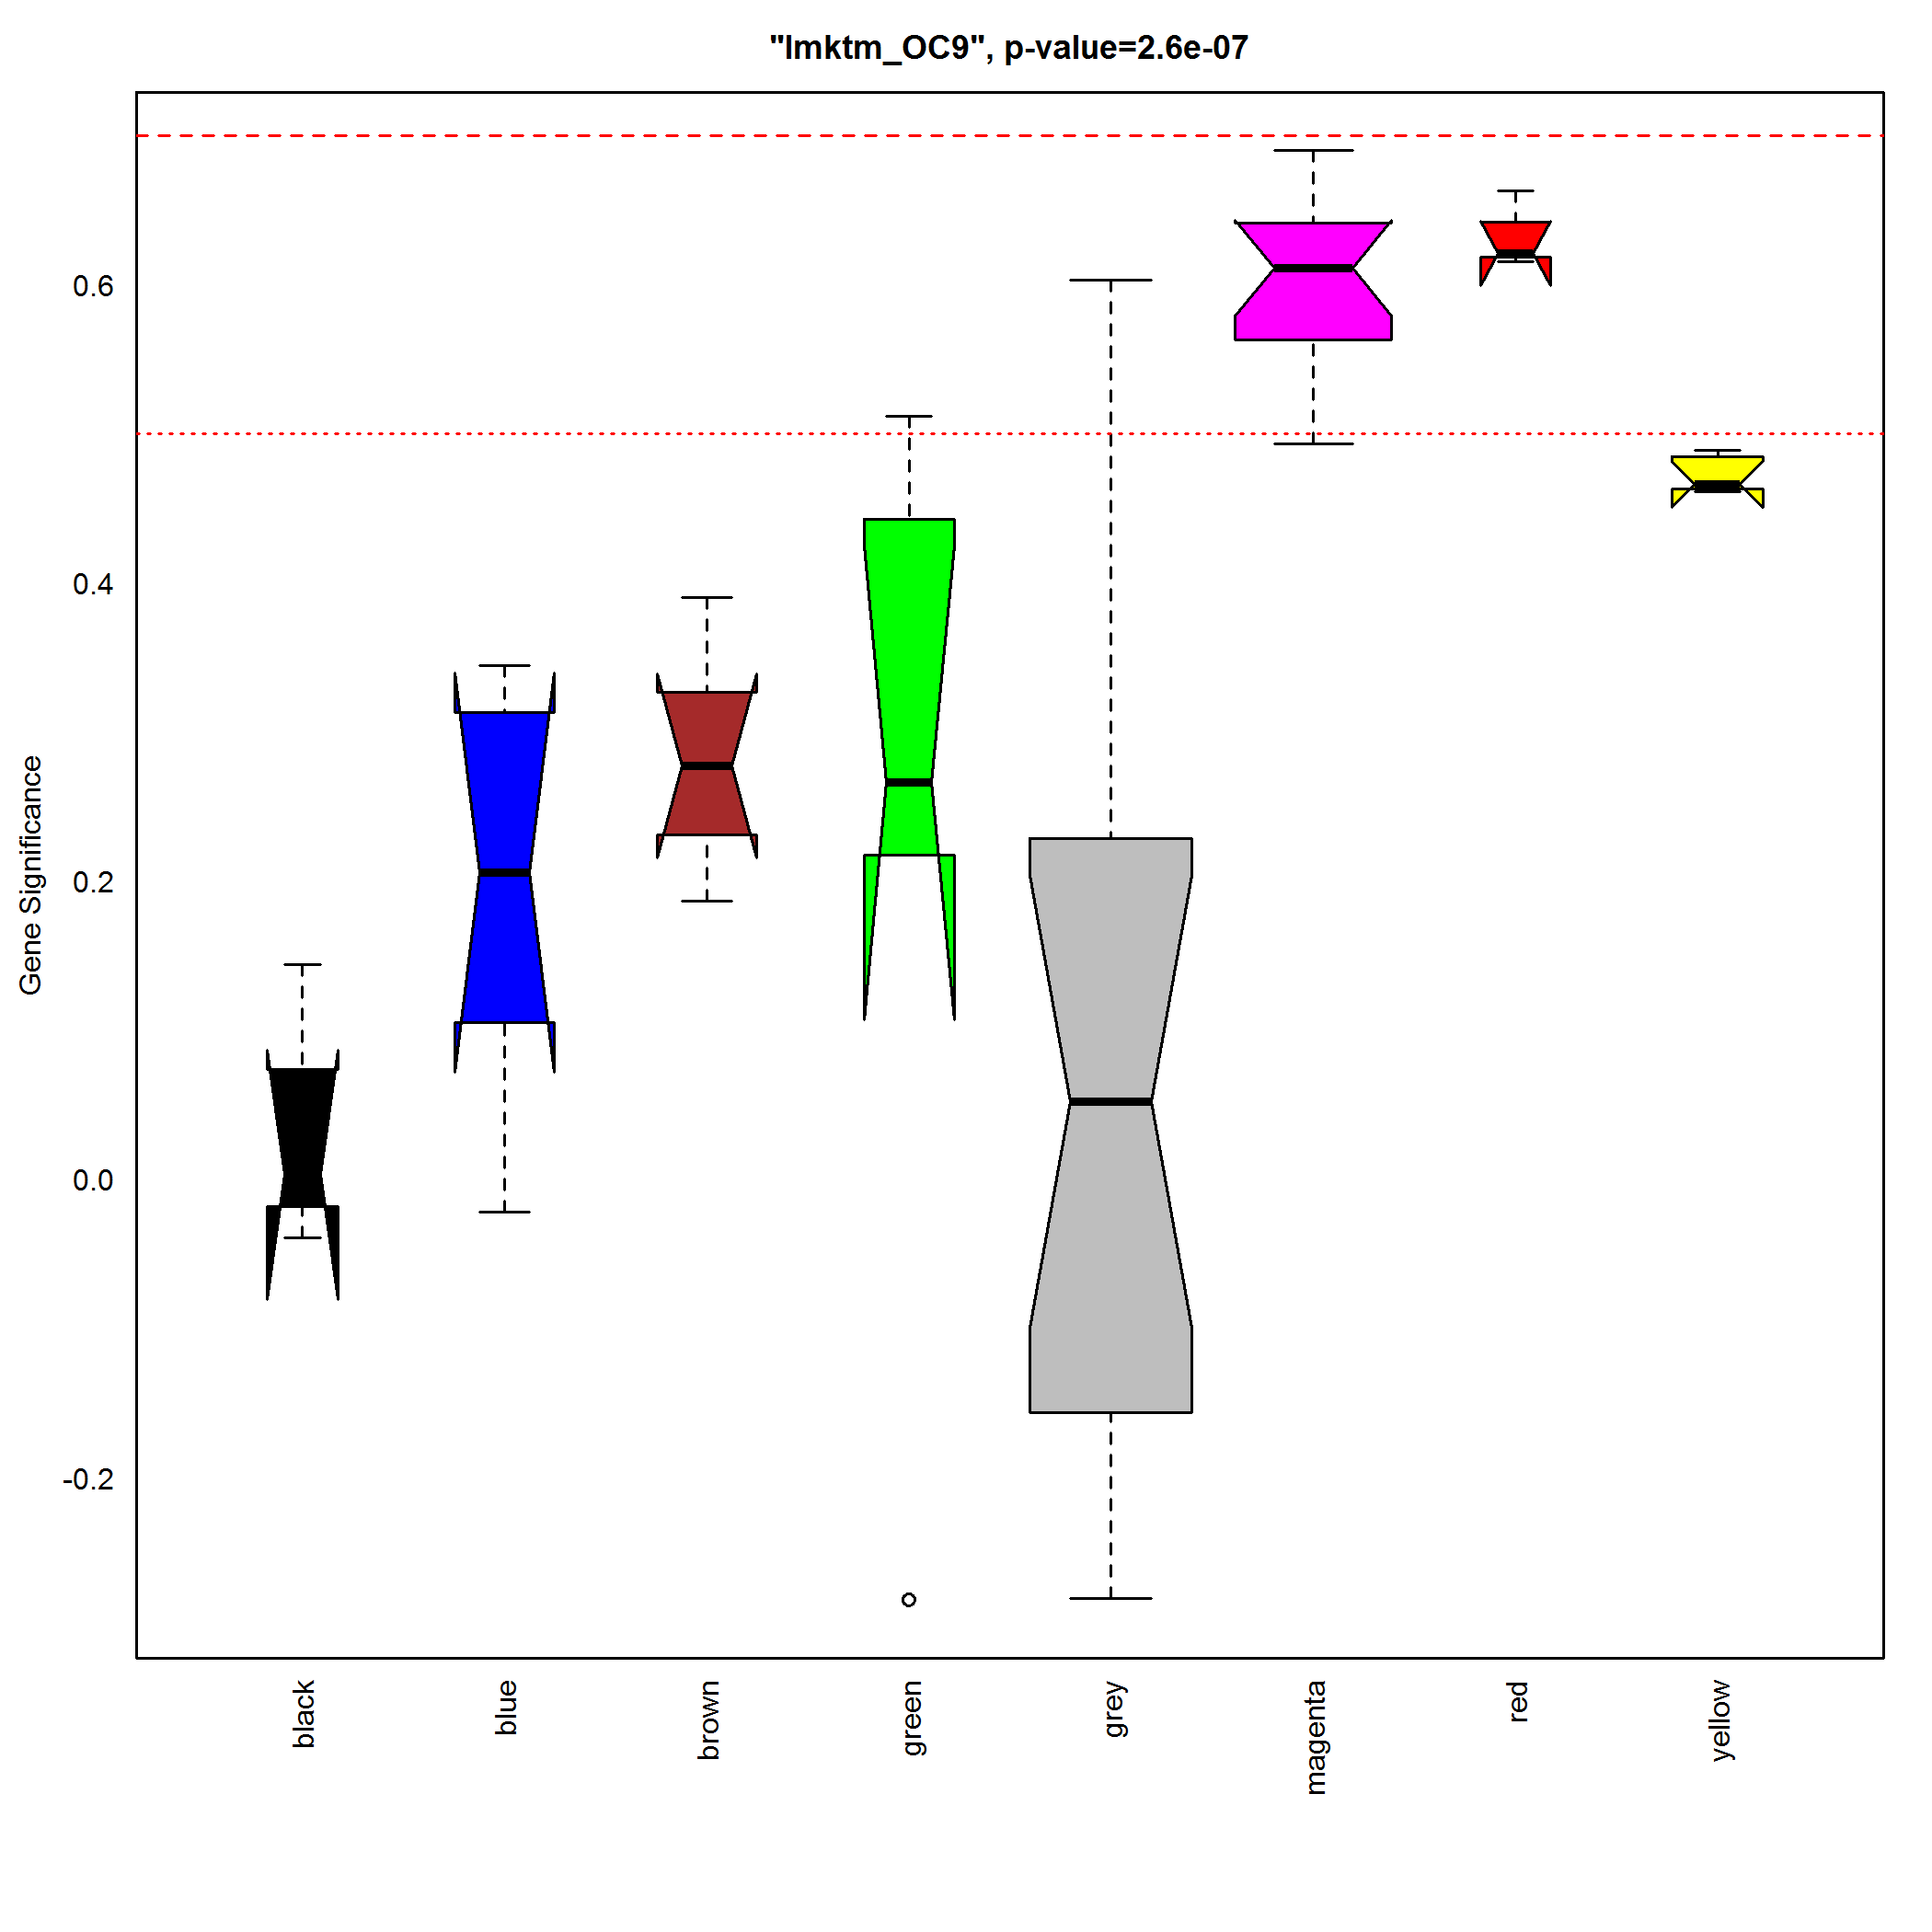 "lmktm_OC9", p-value=2.6e-07
Gene Significance
0.6
0.4
0.2
0.0
-0.2
black
blue
brown
green
grey
magenta
red
yellow